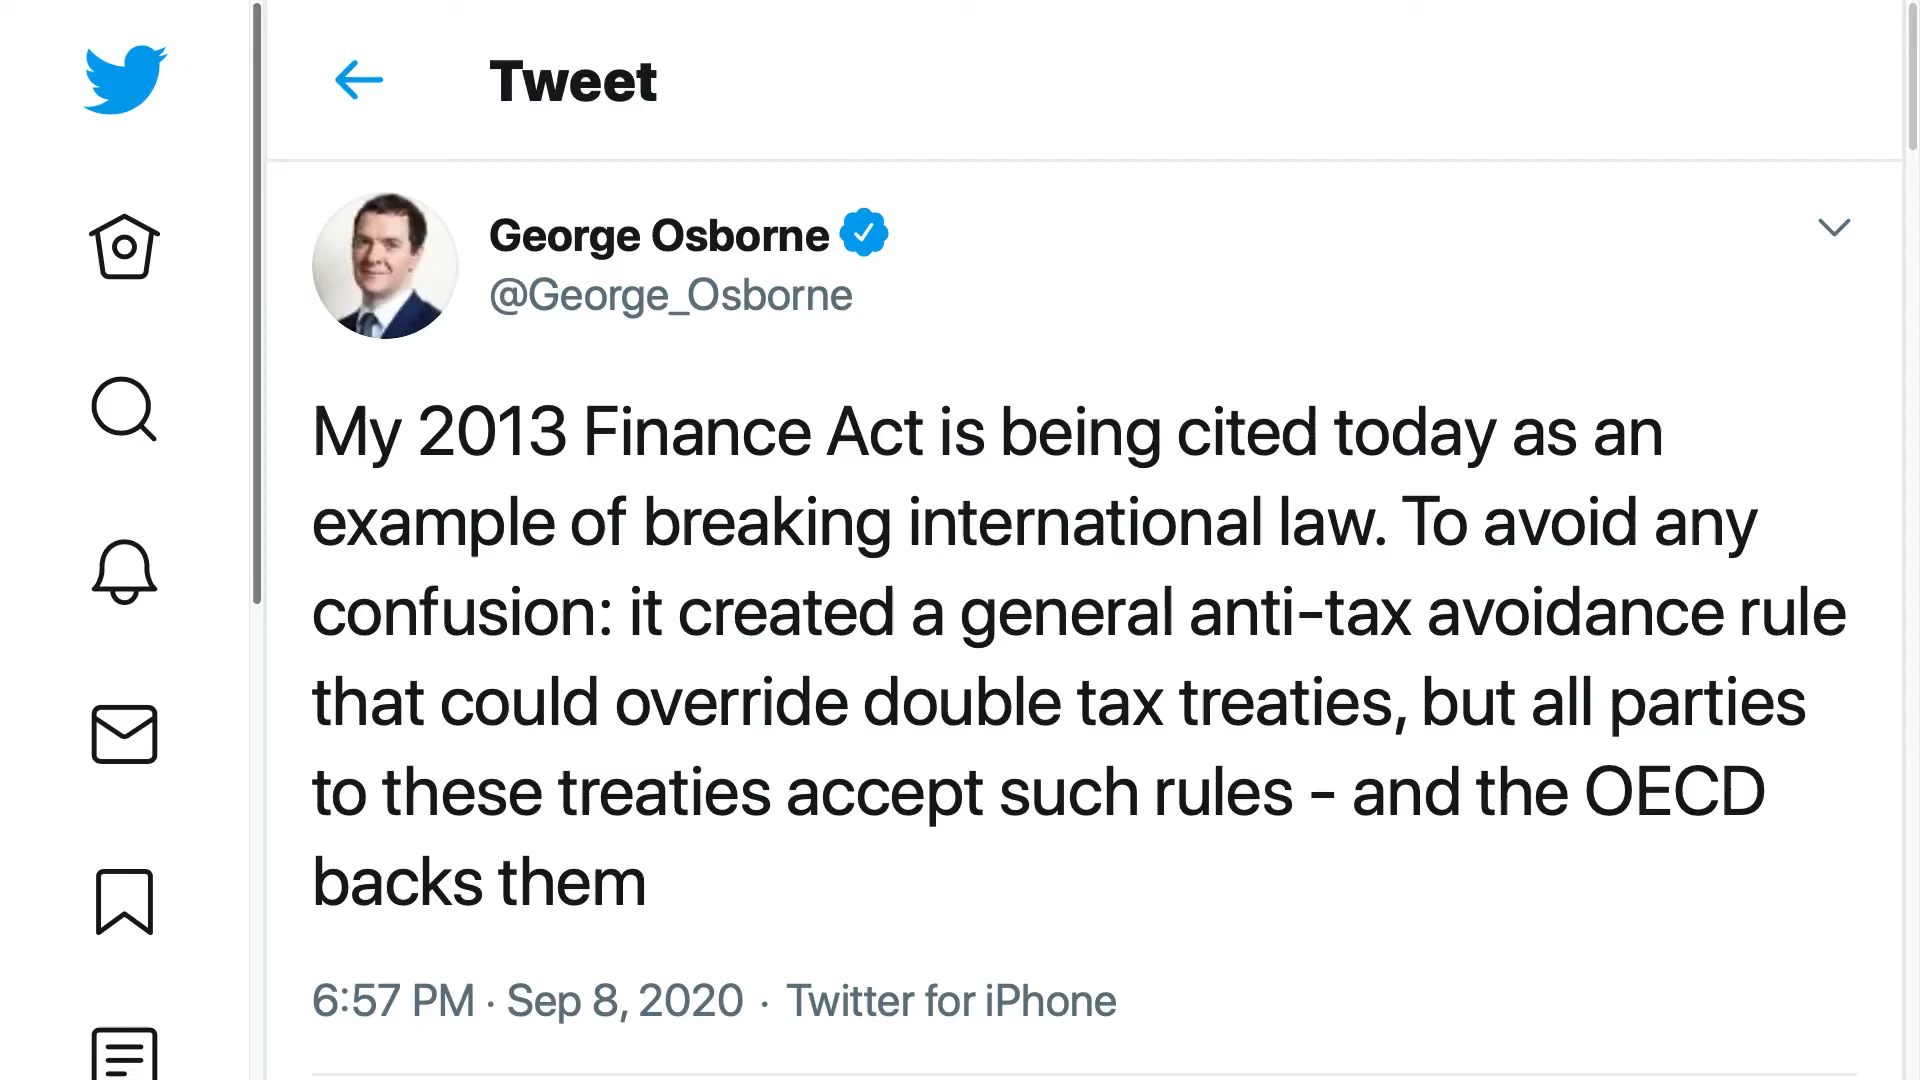 Tweet
George Osborne
@George_Osborne
My 2013 Finance Act is being cited today as an
example of breaking international law. To avoid any
confusion: it created a general anti-tax avoidance rule
that could override double tax treaties, but all parties
to these treaties accept such rules - and the OECD
backs them
6:57 PM · Sep 8, 2020 · Twitter for iPhone